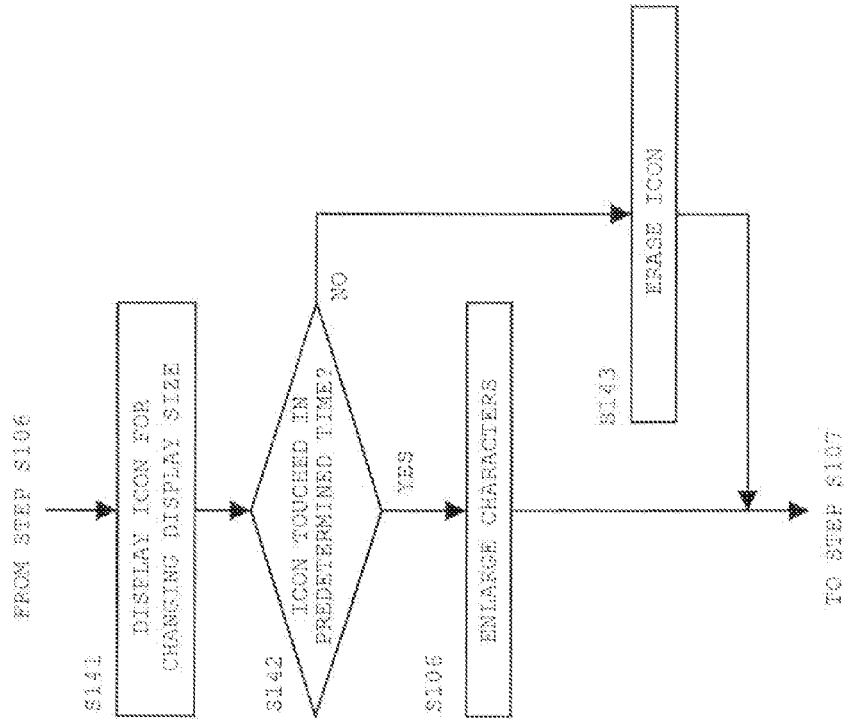 FROM STEP S106
S141
DISPLAY ICON FOR
CHANGING DISPLAY SIZE
S142
ICON TOUCHED IN
PREDETERMINED TIME?
NO
YES
S106
ENLARGE CHARACTERS
S143
ERASE ICON
TO STEP S107